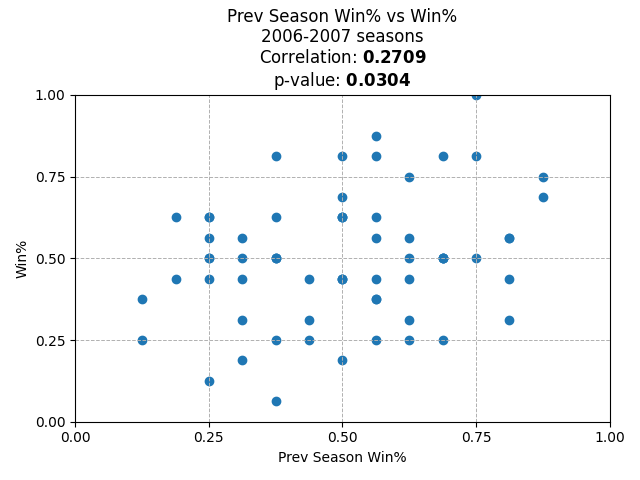 Prev Season Win% vs Win%
2006-2007 seasons
Correlation: 0.2709
p-value: 0.0304
1.00
0.75
0.50
0.25
0.00
Win%
0.00 0.25 0.50 0.75 1.00
Prev Season Win%